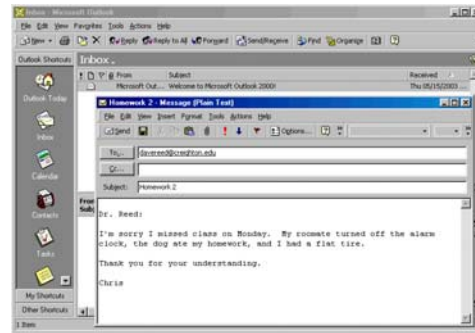 Inbox - Microsoft Outlook
File Edit View Favorites Tools Actions Help
New Reply Reply to All Forward Send/Receive Find Organize
Outlook Shortcuts Inbox .
From Subject Received
Microsoft Out... Welcome to Microsoft Outlook 2000! Thu 05/15/2003 ...
Outlook Today
Inbox
Calendar
Contacts
Tasks
My Shortcuts
Other Shortcuts
1 Item
From
Subj
Homework 2 - Message (Plain Text)
File Edit View Insert Format Tools Actions Help
Send Options...
To... davereed@creighton.edu
Cc...
Subject: Homework 2
Dr. Reed:
I'm sorry I missed class on Monday. My roomate turned off the alarm
clock, the dog ate my homework, and I had a flat tire.
Thank you for your understanding.
Chris